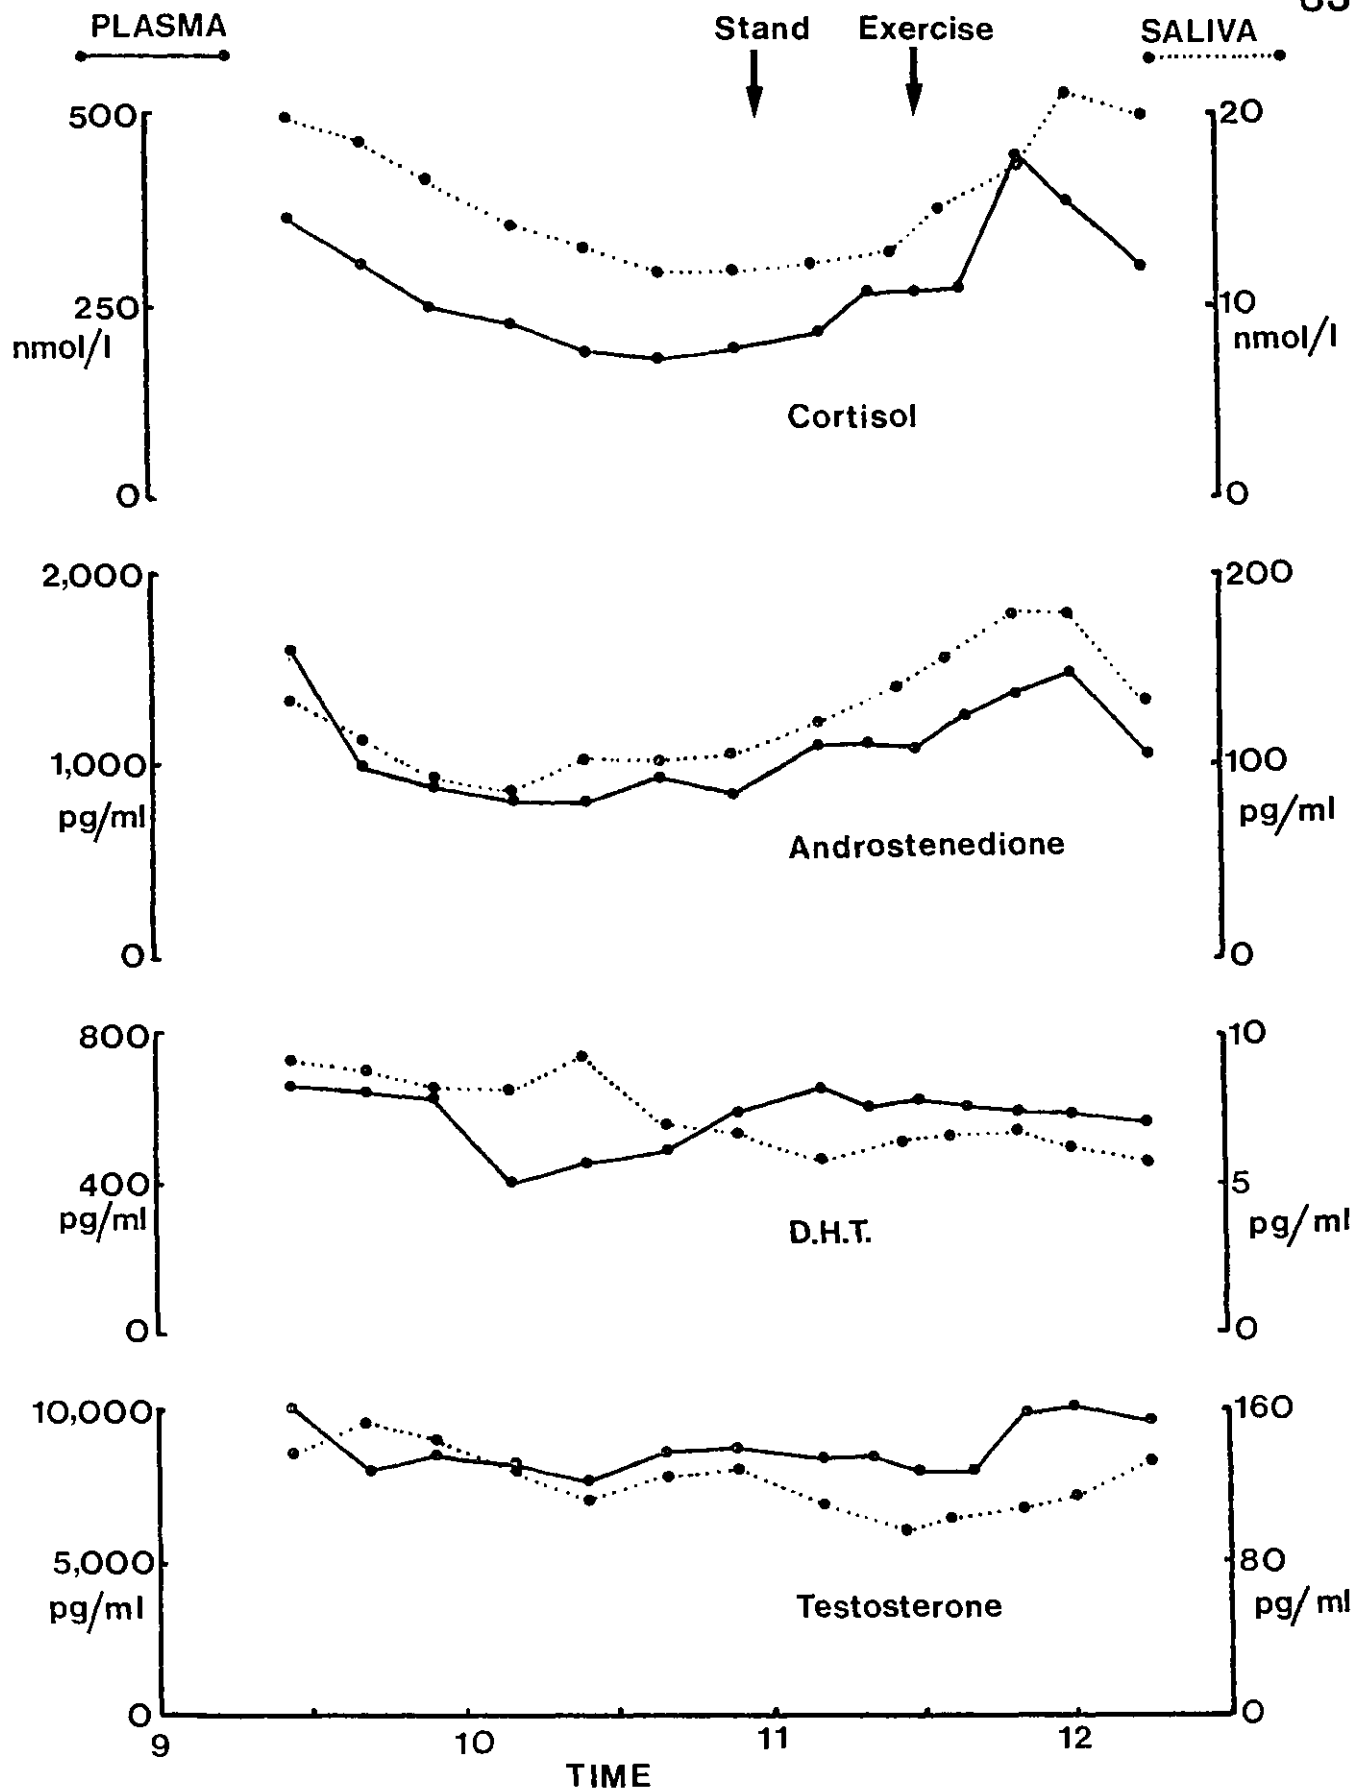 PLASMA Stand Exercise SALIVA
500 20
250 10
nmol/l nmol/l
Cortisol
0 0
2,000 200
1,000 100
pg/ml pg/ml
Androstenedione
0 0
800 10
400 5
pg/ml pg/ml
D.H.T.
0 0
10,000 160
5,000 80
pg/ml pg/ml
Testosterone
0 0
9 10 11 12
TIME